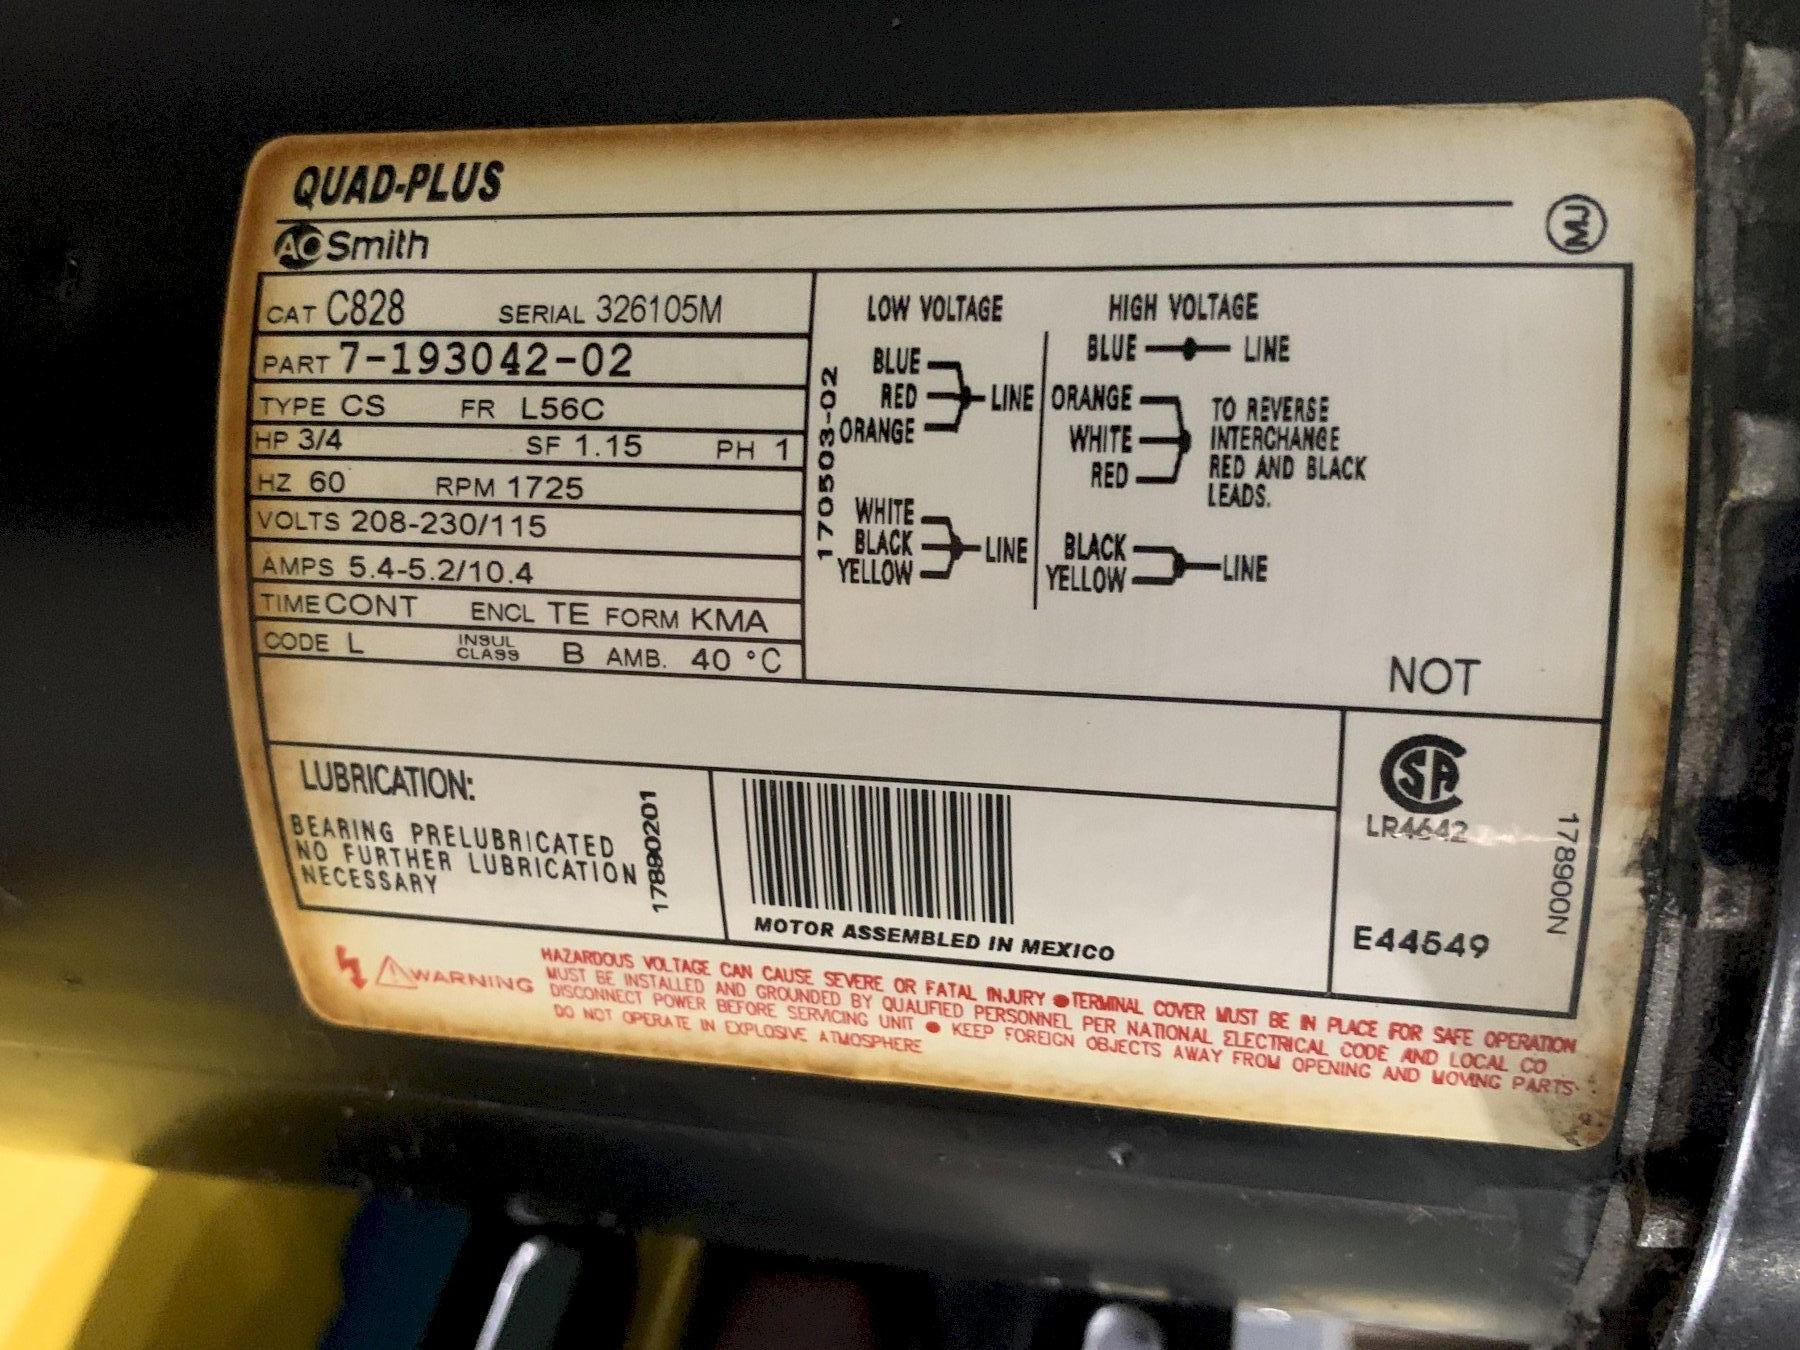 QUAD-PLUS
AOSmith
MJ
CAT C828 SERIAL 326105M
PART 7-193042-02
TYPE CS FR L56C
HP 3/4 SF 1.15 PH 1
HZ 60 RPM 1725
VOLTS 208-230/115
AMPS 5.4-5.2/10.4
TIME CONT ENCL TE FORM KMA
CODE L INSUL CLASS B AMB. 40 °C
170503-02
LOW VOLTAGE
BLUE
RED LINE
ORANGE
WHITE
BLACK LINE
YELLOW
HIGH VOLTAGE
BLUE LINE
ORANGE
WHITE
RED
TO REVERSE
INTERCHANGE
RED AND BLACK
LEADS.
BLACK
YELLOW LINE
NOT
LUBRICATION:
BEARING PRELUBRICATED
NO FURTHER LUBRICATION
NECESSARY
17890201
MOTOR ASSEMBLED IN MEXICO
SA
LR4642
E44549
178900N
WARNING
HAZARDOUS VOLTAGE CAN CAUSE SEVERE OR FATAL INJURY ● TERMINAL COVER MUST BE IN PLACE FOR SAFE OPERATION
MUST BE INSTALLED AND GROUNDED BY QUALIFIED PERSONNEL PER NATIONAL ELECTRICAL CODE AND LOCAL CO
DISCONNECT POWER BEFORE SERVICING UNIT ● KEEP FOREIGN OBJECTS AWAY FROM OPENING AND MOVING PARTS
DO NOT OPERATE IN EXPLOSIVE ATMOSPHERE